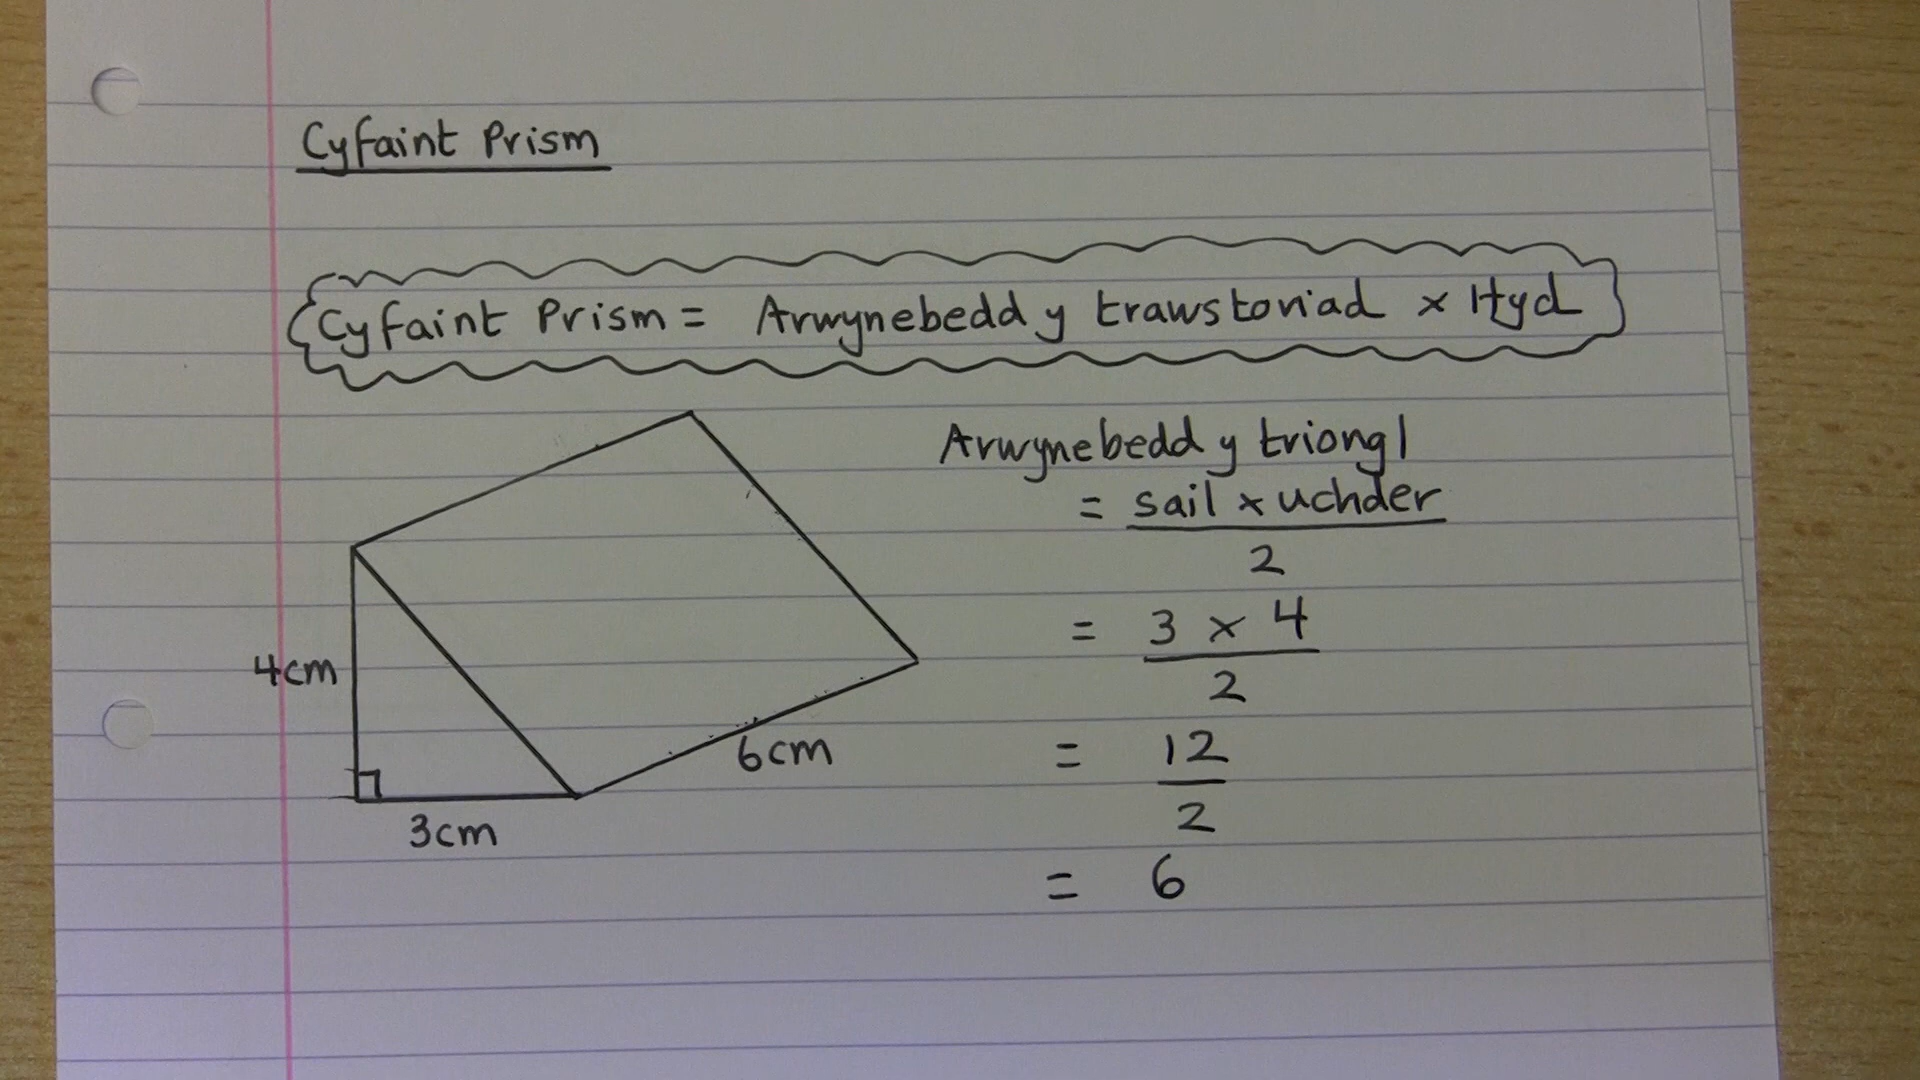 Cyfaint Prism
Cyfaint Prism = Arwynebedd y trawstoriad × Hyd
Arwynebedd y triongl
= sail × uchder
2
= 3 × 4
2
= 12
2
= 6
4cm
3cm
6cm